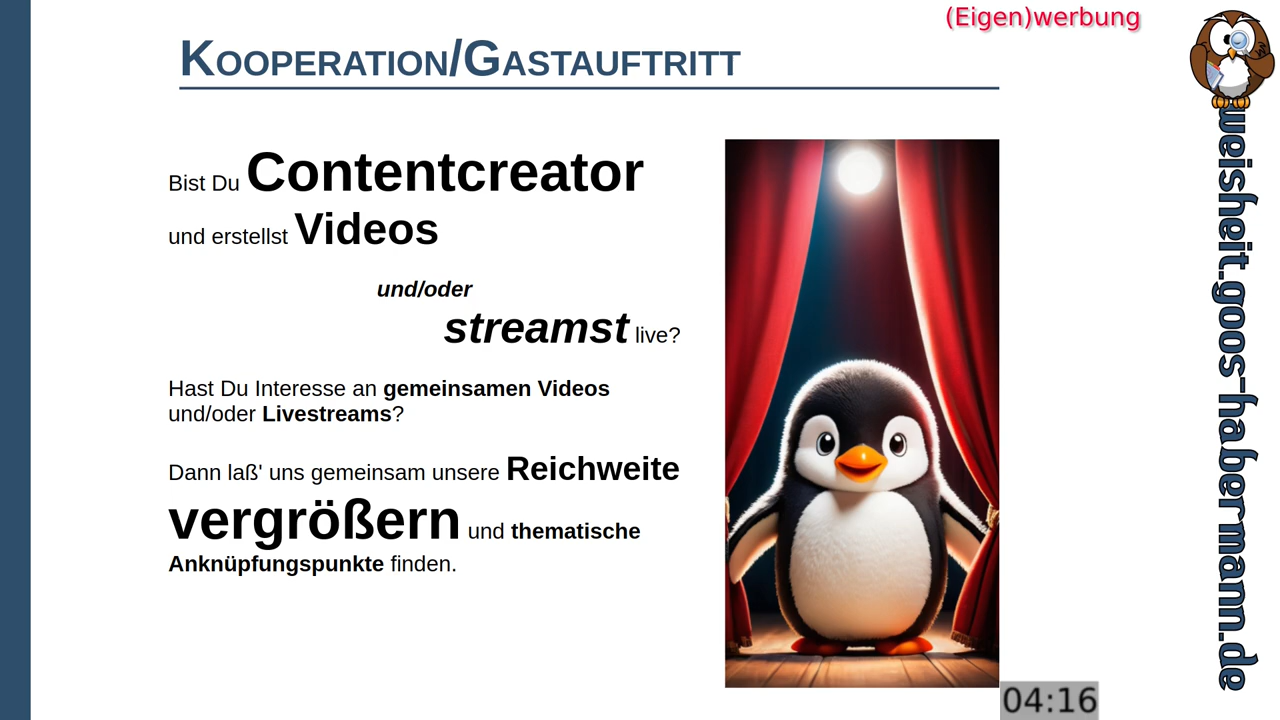 (Eigen)werbung
Kooperation/Gastauftritt
Bist Du Contentcreator
und erstellst Videos
und/oder
streamst live?
Hast Du Interesse an gemeinsamen Videos
und/oder Livestreams?
Dann laß' uns gemeinsam unsere Reichweite
vergrößern und thematische
Anknüpfungspunkte finden.
weisheit.goos-habermann.de
04:16